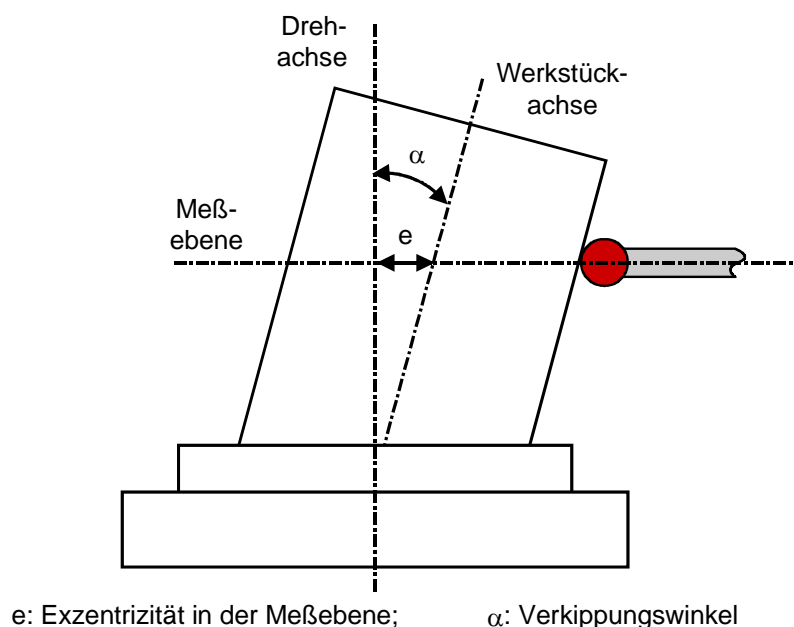 Dreh-
achse
Werkstück-
achse
α
Meß-
ebene
e
e: Exzentrizität in der Meßebene; α: Verkippungswinkel